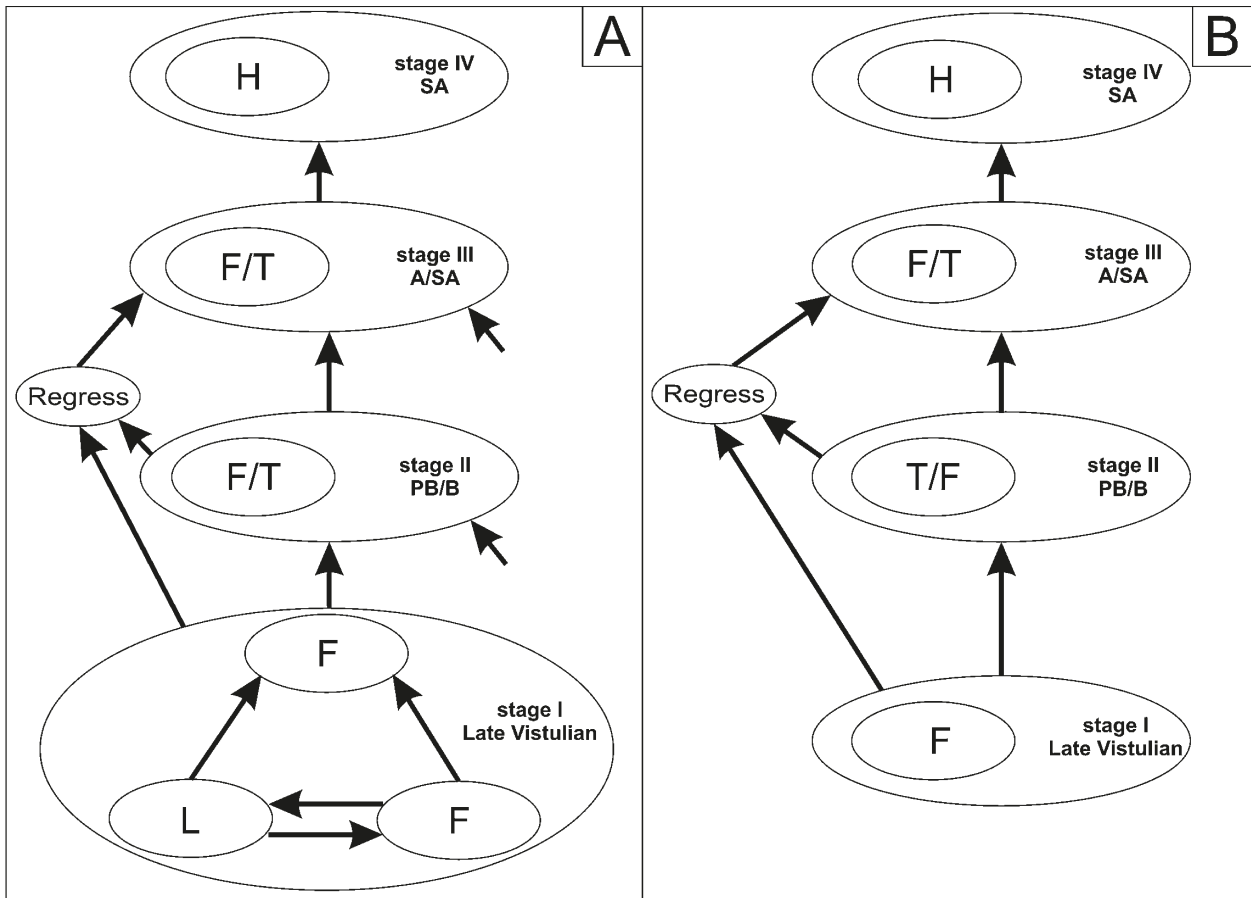 A
H
stage IV
SA
F/T
stage III
A/SA
Regress
F/T
stage II
PB/B
F
stage I
Late Vistulian
L
F
B
H
stage IV
SA
F/T
stage III
A/SA
Regress
T/F
stage II
PB/B
F
stage I
Late Vistulian